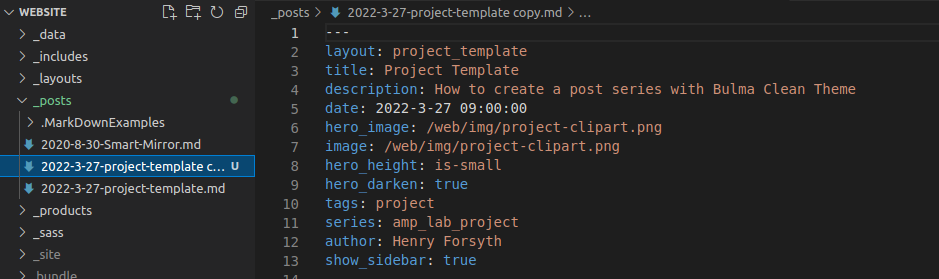 WEBSITE
_data
_includes
_layouts
_posts
.MarkDownExamples
2020-8-30-Smart-Mirror.md
2022-3-27-project-template c... U
2022-3-27-project-template.md
_products
_sass
_site
.bundle
_posts > 2022-3-27-project-template copy.md > ...
1 ---
2 layout: project_template
3 title: Project Template
4 description: How to create a post series with Bulma Clean Theme
5 date: 2022-3-27 09:00:00
6 hero_image: /web/img/project-clipart.png
7 image: /web/img/project-clipart.png
8 hero_height: is-small
9 hero_darken: true
10 tags: project
11 series: amp_lab_project
12 author: Henry Forsyth
13 show_sidebar: true